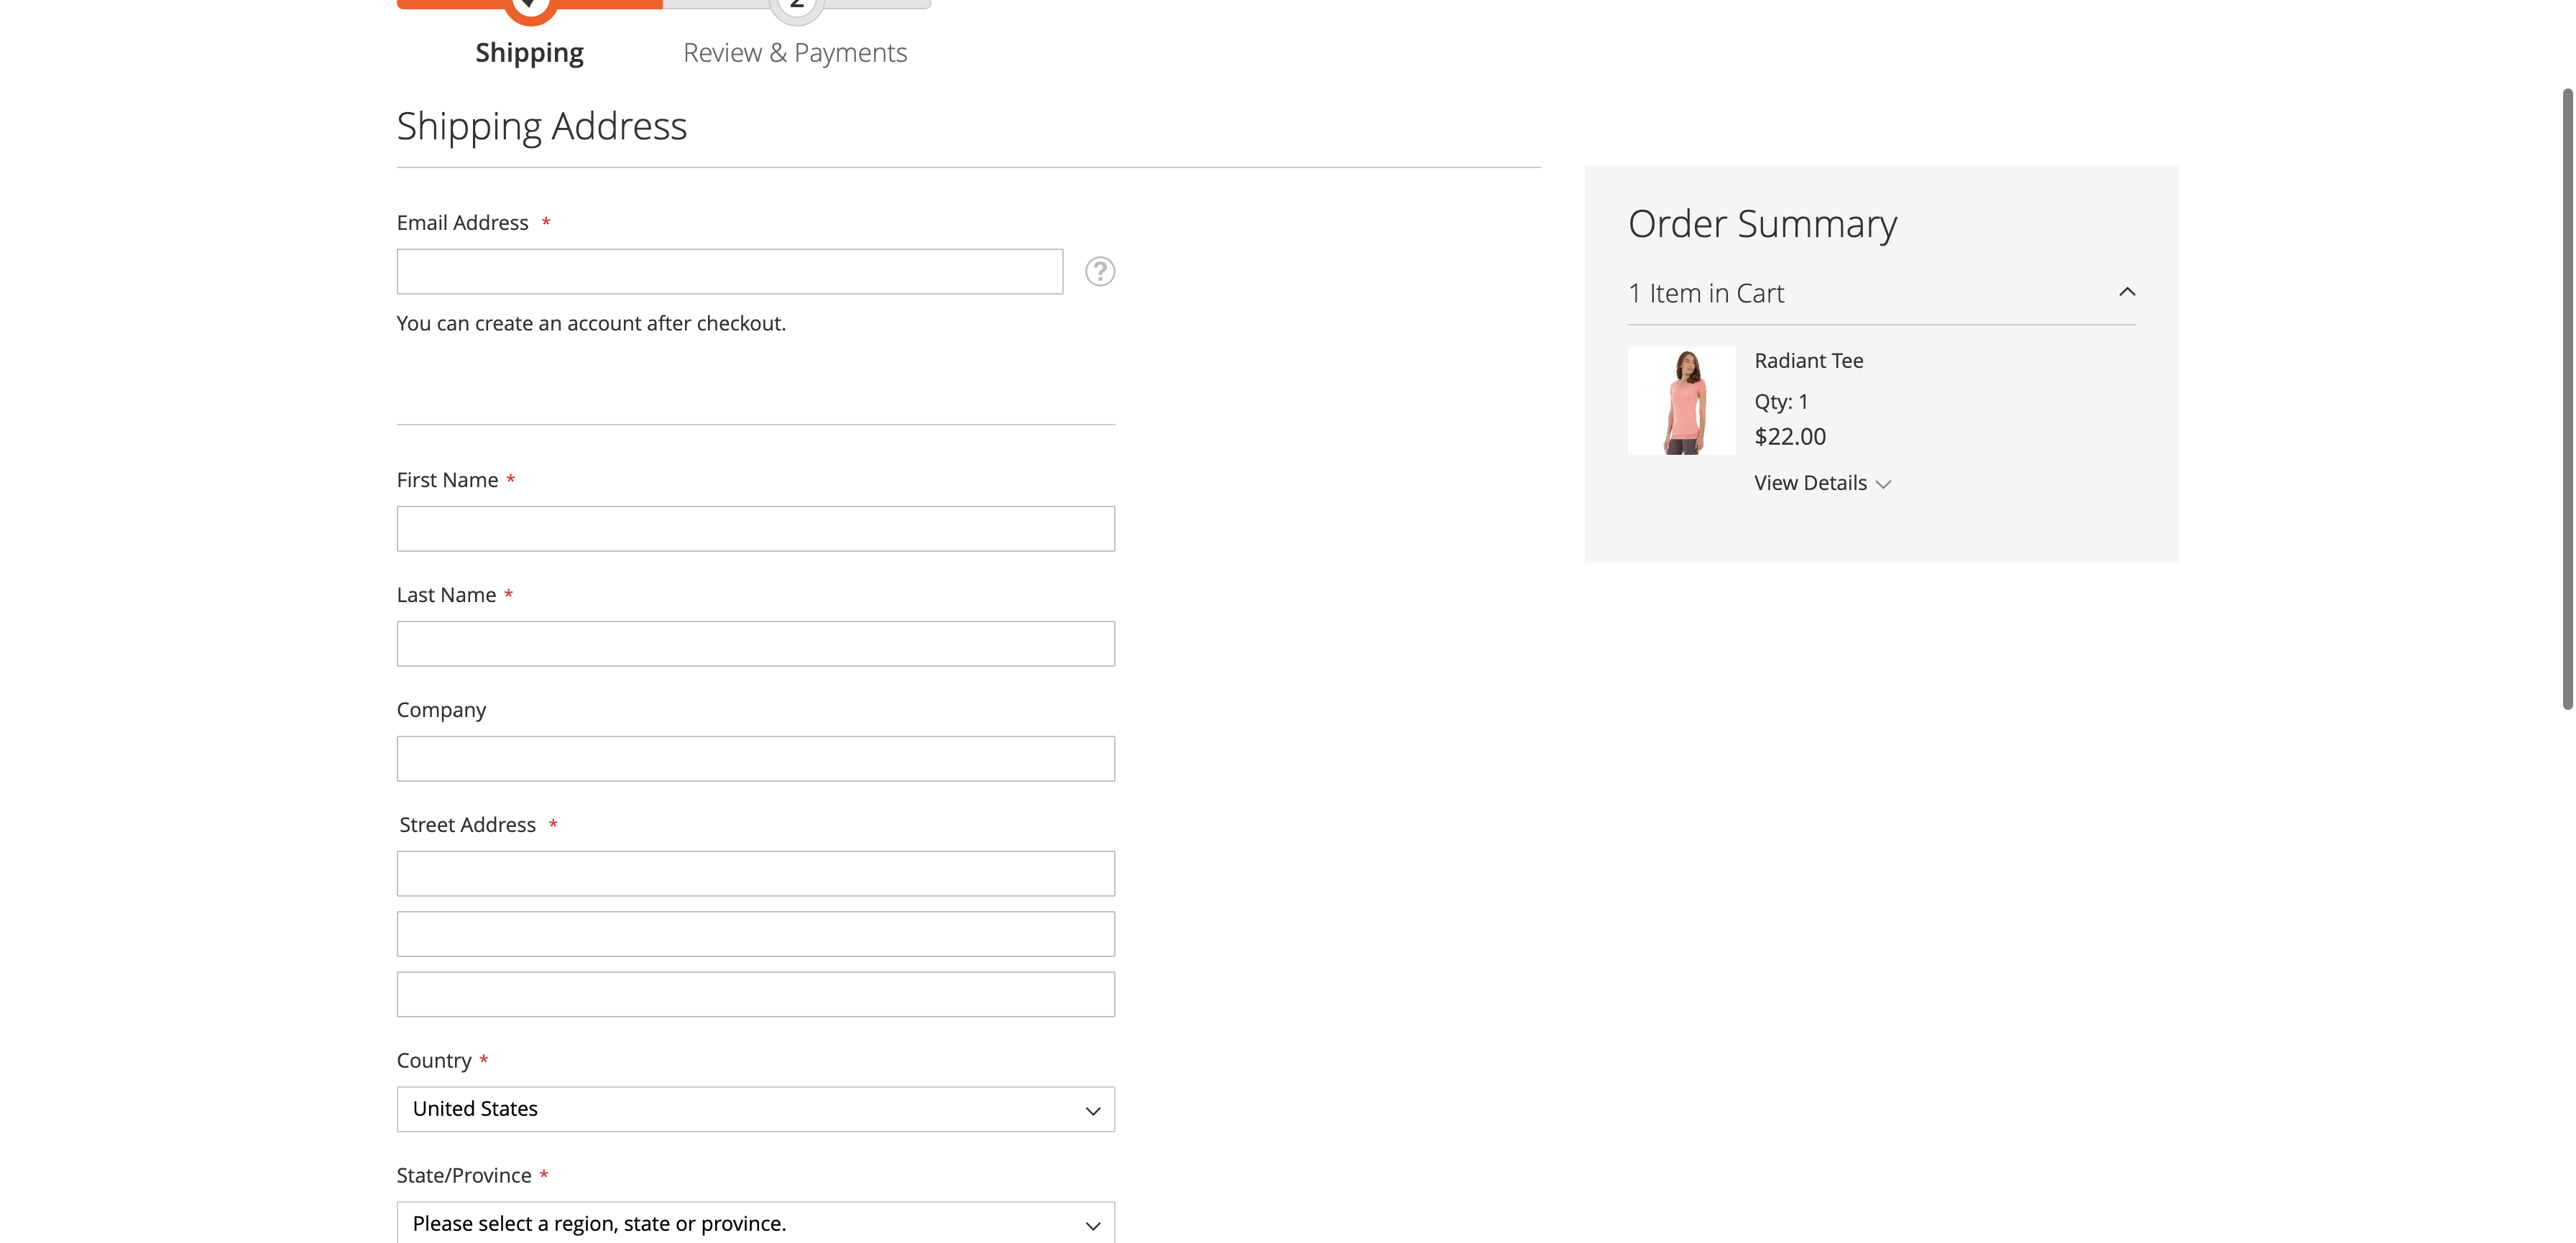 2
Shipping
Review & Payments
Shipping Address
Email Address *
You can create an account after checkout.
First Name *
Last Name *
Company
Street Address *
Country *
United States
State/Province *
Please select a region, state or province.
Order Summary
1 Item in Cart
Radiant Tee
Qty: 1
$22.00
View Details